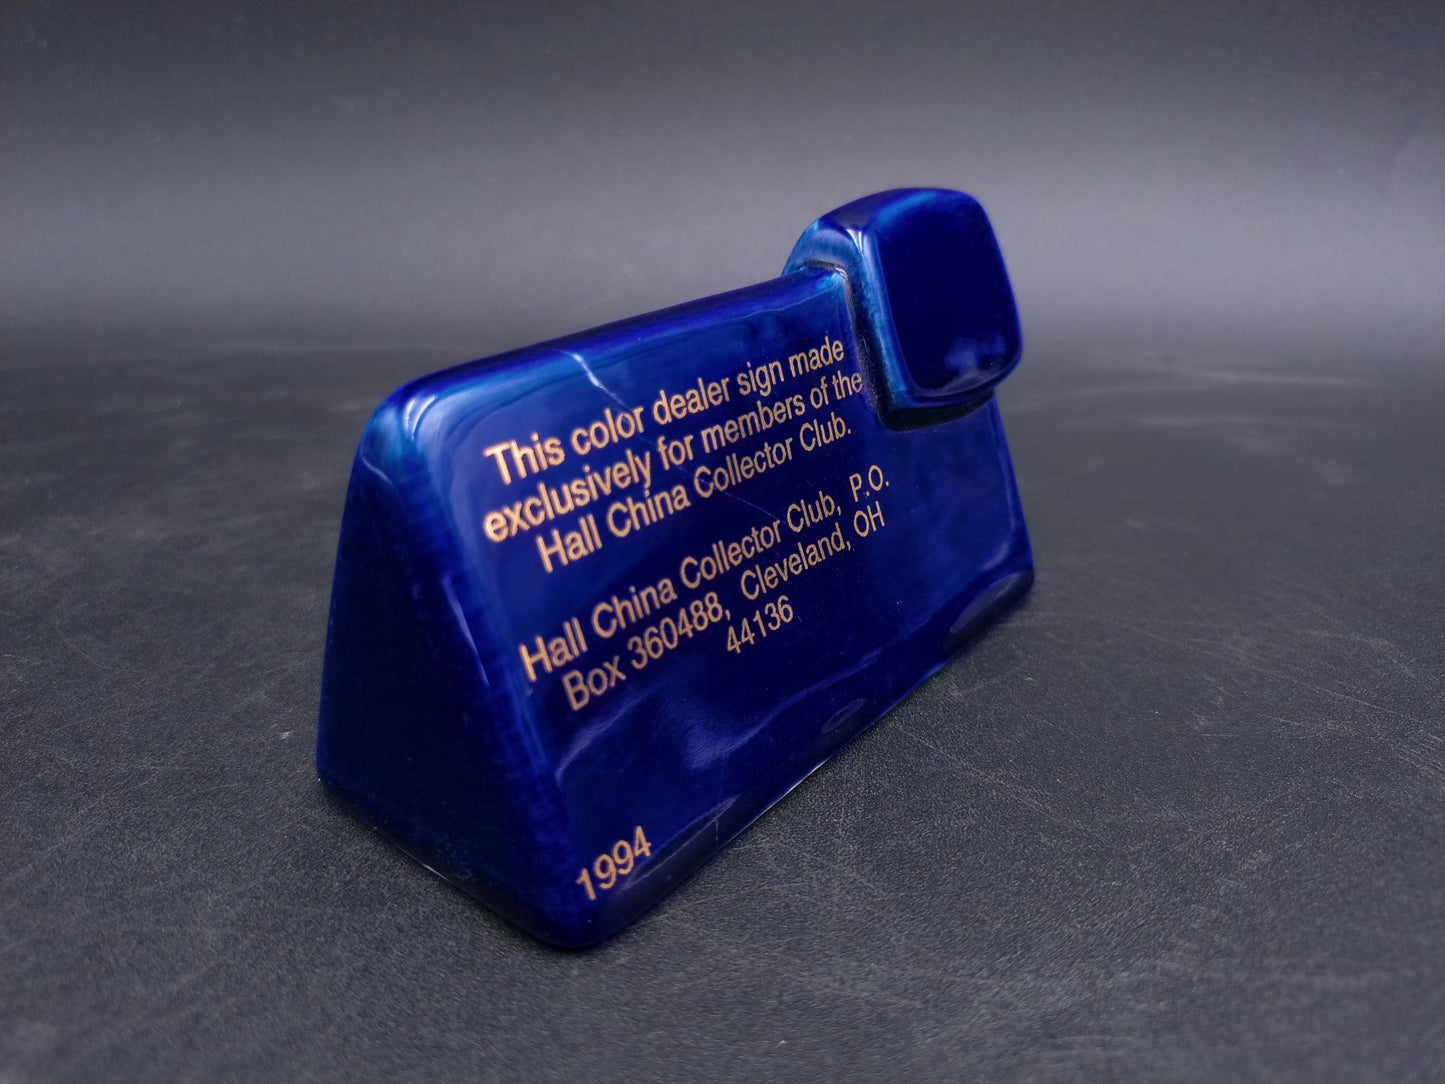 This color dealer sign made
exclusively for members of the
Hall China Collector Club.
Hall China Collector Club, P.O.
Box 360488, Cleveland, OH
44136
1994